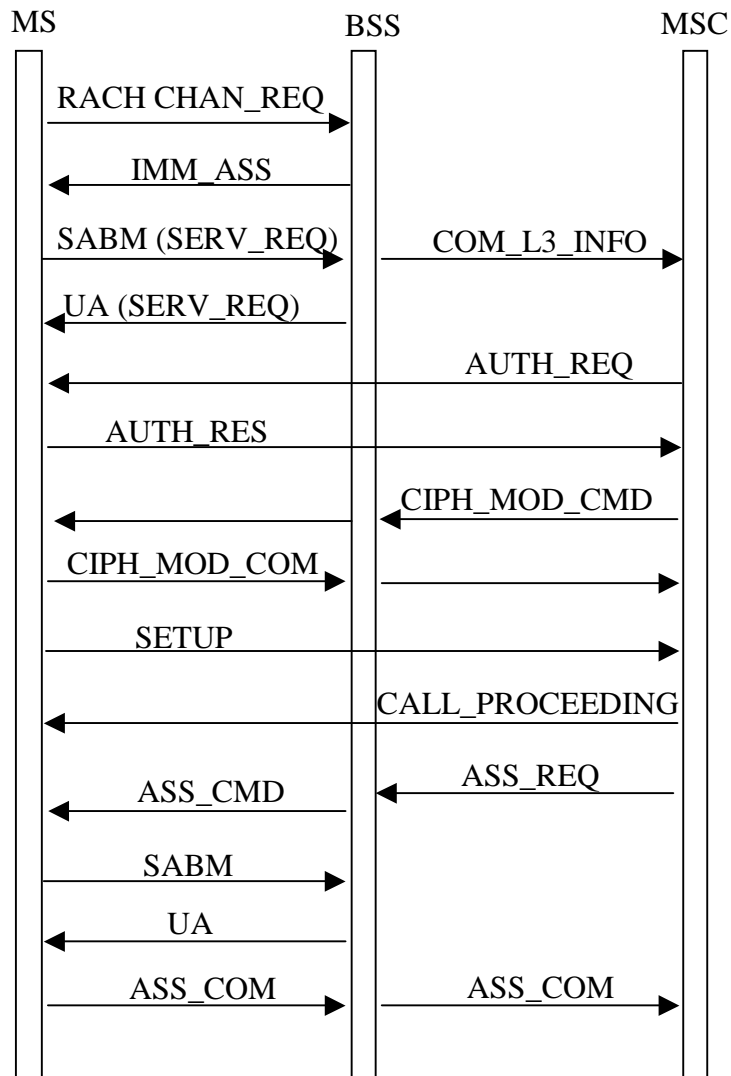 MS BSS MSC
RACH CHAN_REQ
IMM_ASS
SABM (SERV_REQ) COM_L3_INFO
UA (SERV_REQ)
AUTH_REQ
AUTH_RES
CIPH_MOD_CMD
CIPH_MOD_COM
SETUP
CALL_PROCEEDING
ASS_REQ
ASS_CMD
SABM
UA
ASS_COM ASS_COM